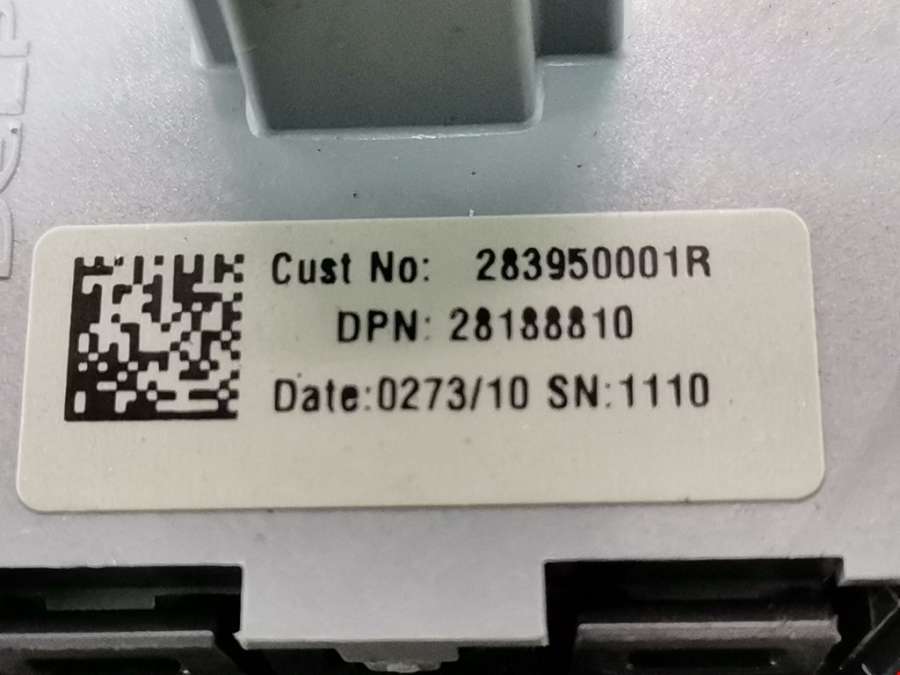 Cust No: 283950001R
DPN: 28188810
Date:0273/10 SN:1110